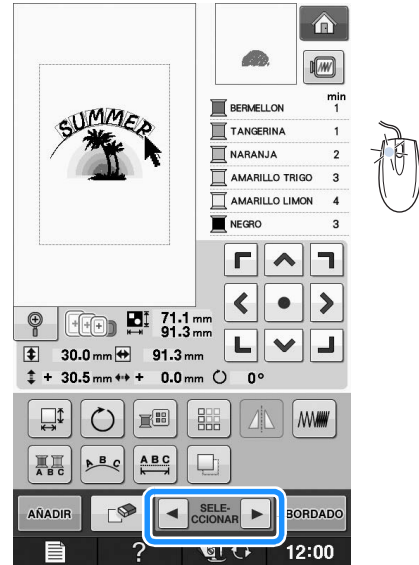 SUMMER
min
BERMELLON 1
TANGERINA 1
NARANJA 2
AMARILLO TRIGO 3
AMARILLO LIMON 4
NEGRO 3
71.1 mm
91.3 mm
30.0 mm 91.3 mm
+ 30.5 mm + 0.0 mm 0°
A B C
A B C
A B C
AÑADIR
SELE-
CCIONAR
BORDADO
?
12:00